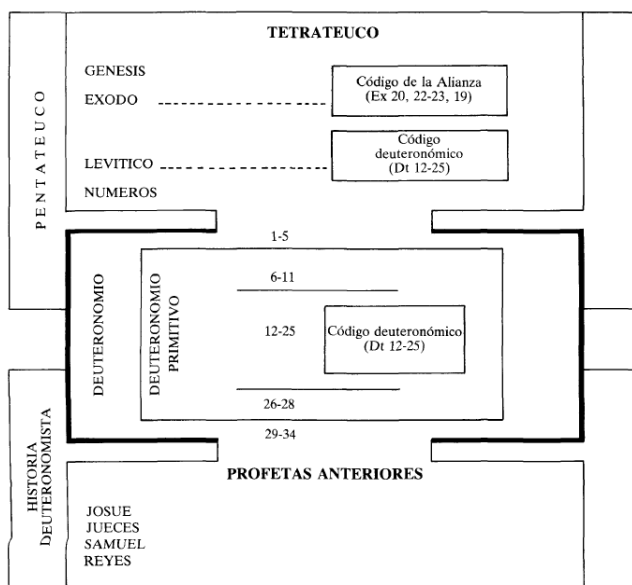 TETRATEUCO
PENTATEUCO
GENESIS
EXODO
Código de la Alianza
(Ex 20, 22-23, 19)
LEVITICO
Código
deuteronómico
(Dt 12-25)
NUMEROS
1-5
DEUTERONOMIO
DEUTERONOMIO
PRIMITIVO
6-11
12-25
Código deuteronómico
(Dt 12-25)
26-28
29-34
HISTORIA
DEUTERONOMISTA
PROFETAS ANTERIORES
JOSUE
JUECES
SAMUEL
REYES